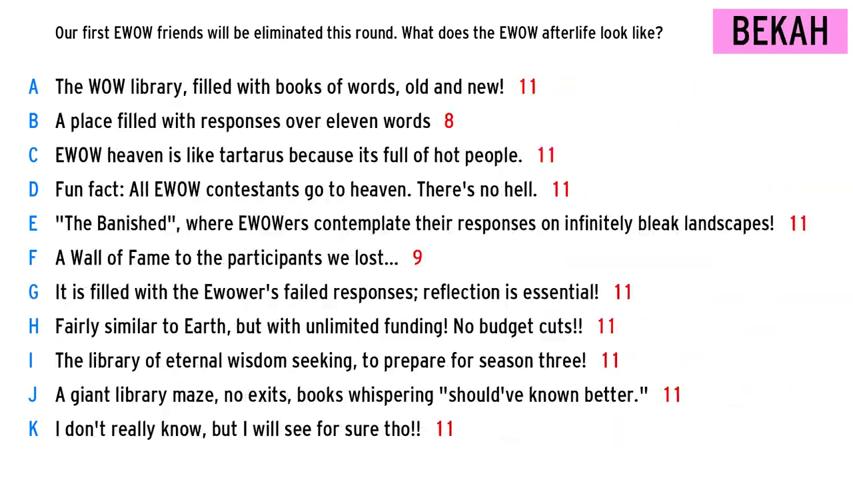 Our first EWOW friends will be eliminated this round. What does the EWOW afterlife look like?
BEKAH
A The WOW library, filled with books of words, old and new! 11
B A place filled with responses over eleven words 8
C EWOW heaven is like tartarus because its full of hot people. 11
D Fun fact: All EWOW contestants go to heaven. There's no hell. 11
E "The Banished", where EWOWers contemplate their responses on infinitely bleak landscapes! 11
F A Wall of Fame to the participants we lost... 9
G It is filled with the Ewower's failed responses; reflection is essential! 11
H Fairly similar to Earth, but with unlimited funding! No budget cuts!! 11
I The library of eternal wisdom seeking, to prepare for season three! 11
J A giant library maze, no exits, books whispering "should've known better." 11
K I don't really know, but I will see for sure tho!! 11